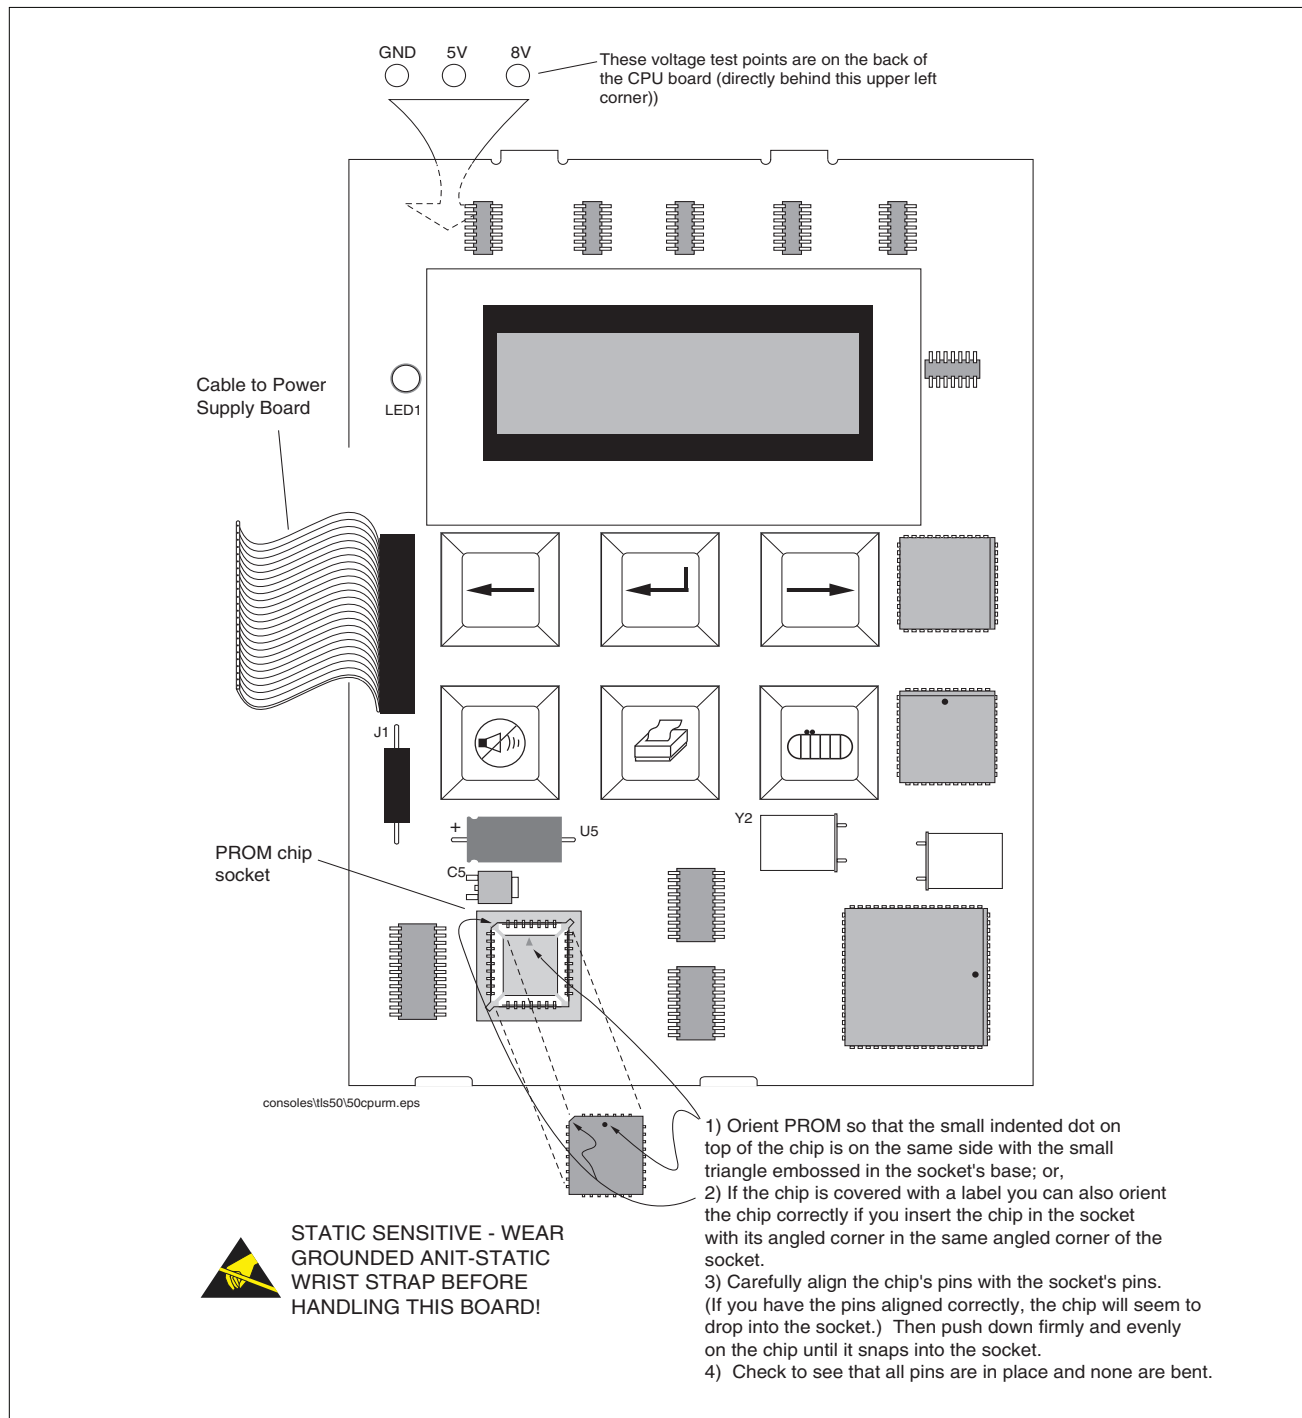 GND 5V 8V
These voltage test points are on the back of
the CPU board (directly behind this upper left
corner))
Cable to Power
Supply Board
LED1
J1
+
U5
Y2
PROM chip
socket
C5
consoles\tls50\50cpurm.eps
1) Orient PROM so that the small indented dot on
top of the chip is on the same side with the small
triangle embossed in the socket's base; or,
2) If the chip is covered with a label you can also orient
the chip correctly if you insert the chip in the socket
with its angled corner in the same angled corner of the
socket.
3) Carefully align the chip's pins with the socket's pins.
(If you have the pins aligned correctly, the chip will seem to
drop into the socket.) Then push down firmly and evenly
on the chip until it snaps into the socket.
4) Check to see that all pins are in place and none are bent.
STATIC SENSITIVE - WEAR
GROUNDED ANIT-STATIC
WRIST STRAP BEFORE
HANDLING THIS BOARD!